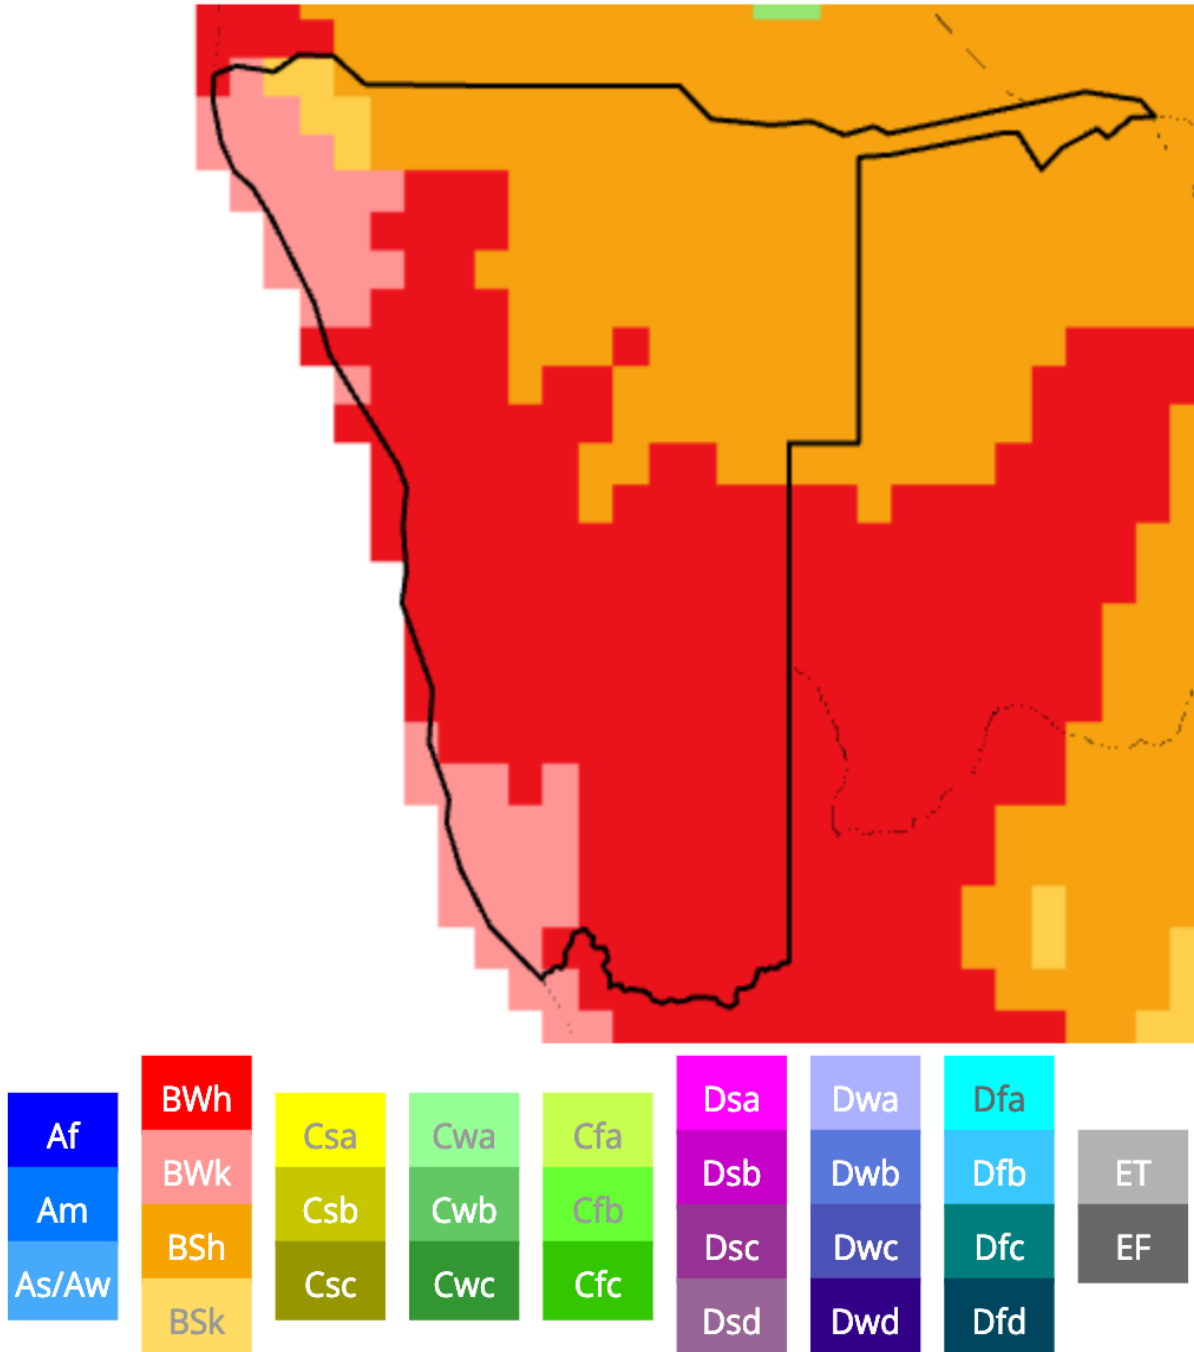 Af
Am
As/Aw
BWh
BWk
BSh
BSk
Csa
Csb
Csc
Cwa
Cwb
Cwc
Cfa
Cfb
Cfc
Dsa
Dsb
Dsc
Dsd
Dwa
Dwb
Dwc
Dwd
Dfa
Dfb
Dfc
Dfd
ET
EF